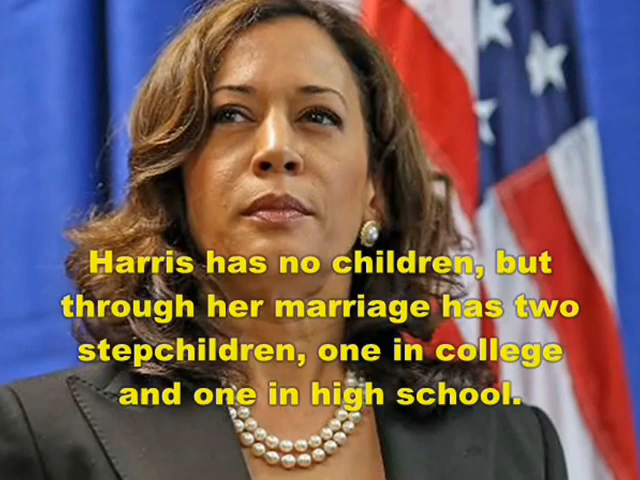 Harris has no children, but
through her marriage has two
stepchildren, one in college
and one in high school.